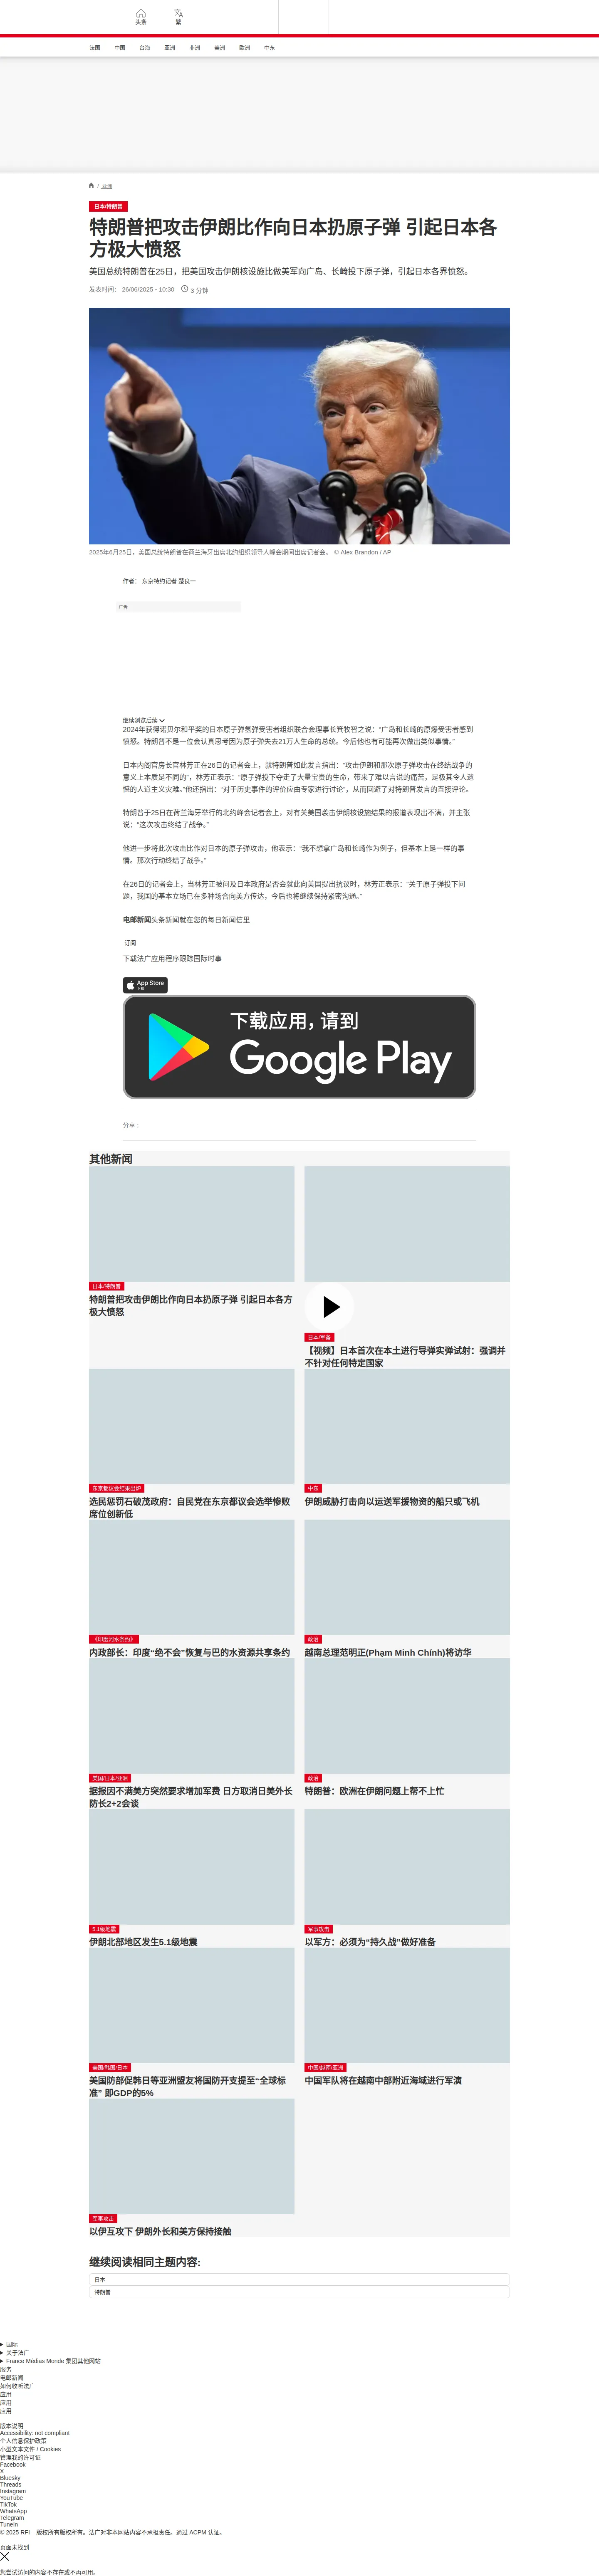 头条
繁
法国
中国
台海
亚洲
非洲
美洲
欧洲
中东
/ 亚洲
日本/特朗普
特朗普把攻击伊朗比作向日本扔原子弹 引起日本各
方极大愤怒
美国总统特朗普在25日，把美国攻击伊朗核设施比做美军向广岛、长崎投下原子弹，引起日本各界愤怒。
发表时间： 26/06/2025 - 10:30
3 分钟
2025年6月25日，美国总统特朗普在荷兰海牙出席北约组织领导人峰会期间出席记者会。 © Alex Brandon / AP
作者： 东京特约记者 楚良一
广告
继续浏览后续
2024年获得诺贝尔和平奖的日本原子弹氢弹受害者组织联合会理事长箕牧智之说：“广岛和长崎的原爆受害者感到
愤怒。特朗普不是一位会认真思考因为原子弹失去21万人生命的总统。今后他也有可能再次做出类似事情。”
日本内阁官房长官林芳正在26日的记者会上，就特朗普如此发言指出：“攻击伊朗和那次原子弹攻击在终结战争的
意义上本质是不同的”，林芳正表示：“原子弹投下夺走了大量宝贵的生命，带来了难以言说的痛苦，是极其令人遗
憾的人道主义灾难。”他还指出：“对于历史事件的评价应由专家进行讨论”，从而回避了对特朗普发言的直接评论。
特朗普于25日在荷兰海牙举行的北约峰会记者会上，对有关美国袭击伊朗核设施结果的报道表现出不满，并主张
说：“这次攻击终结了战争。”
他进一步将此次攻击比作对日本的原子弹攻击，他表示：“我不想拿广岛和长崎作为例子，但基本上是一样的事
情。那次行动终结了战争。”
在26日的记者会上，当林芳正被问及日本政府是否会就此向美国提出抗议时，林芳正表示：“关于原子弹投下问
题，我国的基本立场已在多种场合向美方传达，今后也将继续保持紧密沟通。”
电邮新闻头条新闻就在您的每日新闻信里
订阅
下载法广应用程序跟踪国际时事
App Store
下载
下载应用，请到
Google Play
分享 :
其他新闻
日本/特朗普
特朗普把攻击伊朗比作向日本扔原子弹 引起日本各方
极大愤怒
日本/军备
【视频】日本首次在本土进行导弹实弹试射：强调并
不针对任何特定国家
东京都议会结果出炉
选民惩罚石破茂政府：自民党在东京都议会选举惨败
席位创新低
中东
伊朗威胁打击向以运送军援物资的船只或飞机
《印度河水条约》
内政部长：印度“绝不会”恢复与巴的水资源共享条约
政治
越南总理范明正(Phạm Minh Chính)将访华
美国/日本/亚洲
据报因不满美方突然要求增加军费 日方取消日美外长
防长2+2会谈
政治
特朗普：欧洲在伊朗问题上帮不上忙
5.1级地震
伊朗北部地区发生5.1级地震
军事攻击
以军方：必须为“持久战”做好准备
美国/韩国/日本
美国防部促韩日等亚洲盟友将国防开支提至“全球标
准” 即GDP的5%
中国/越南/亚洲
中国军队将在越南中部附近海域进行军演
军事攻击
以伊互攻下 伊朗外长和美方保持接触
继续阅读相同主题内容:
日本
特朗普
国际
关于法广
France Médias Monde 集团其他网站
服务
电邮新闻
如何收听法广
应用
应用
应用
版本说明
Accessibility: not compliant
个人信息保护政策
小型文本文件 / Cookies
管理我的许可证
Facebook
X
Bluesky
Threads
Instagram
YouTube
TikTok
WhatsApp
Telegram
TuneIn
© 2025 RFI – 版权所有版权所有。法广对非本网站内容不承担责任。通过 ACPM 认证。
页面未找到
您尝试访问的内容不存在或不再可用。